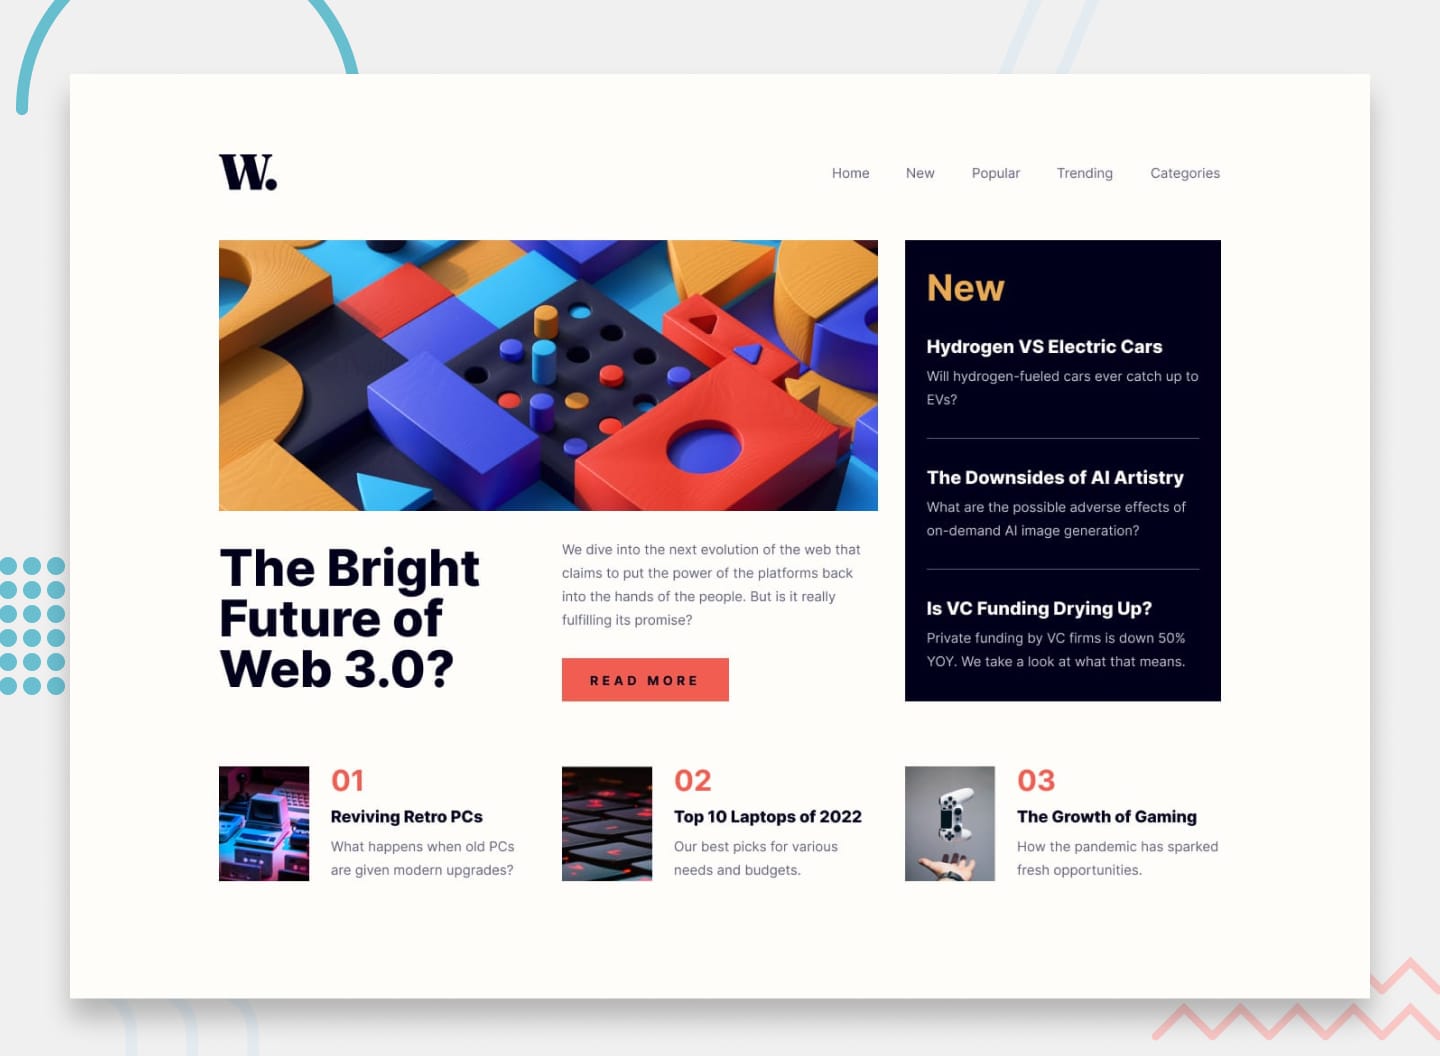 W.
Home New Popular Trending Categories
The Bright
Future of
Web 3.0?
We dive into the next evolution of the web that
claims to put the power of the platforms back
into the hands of the people. But is it really
fulfilling its promise?
READ MORE
New
Hydrogen VS Electric Cars
Will hydrogen-fueled cars ever catch up to
EVs?
The Downsides of AI Artistry
What are the possible adverse effects of
on-demand AI image generation?
Is VC Funding Drying Up?
Private funding by VC firms is down 50%
YOY. We take a look at what that means.
01
Reviving Retro PCs
What happens when old PCs
are given modern upgrades?
02
Top 10 Laptops of 2022
Our best picks for various
needs and budgets.
03
The Growth of Gaming
How the pandemic has sparked
fresh opportunities.